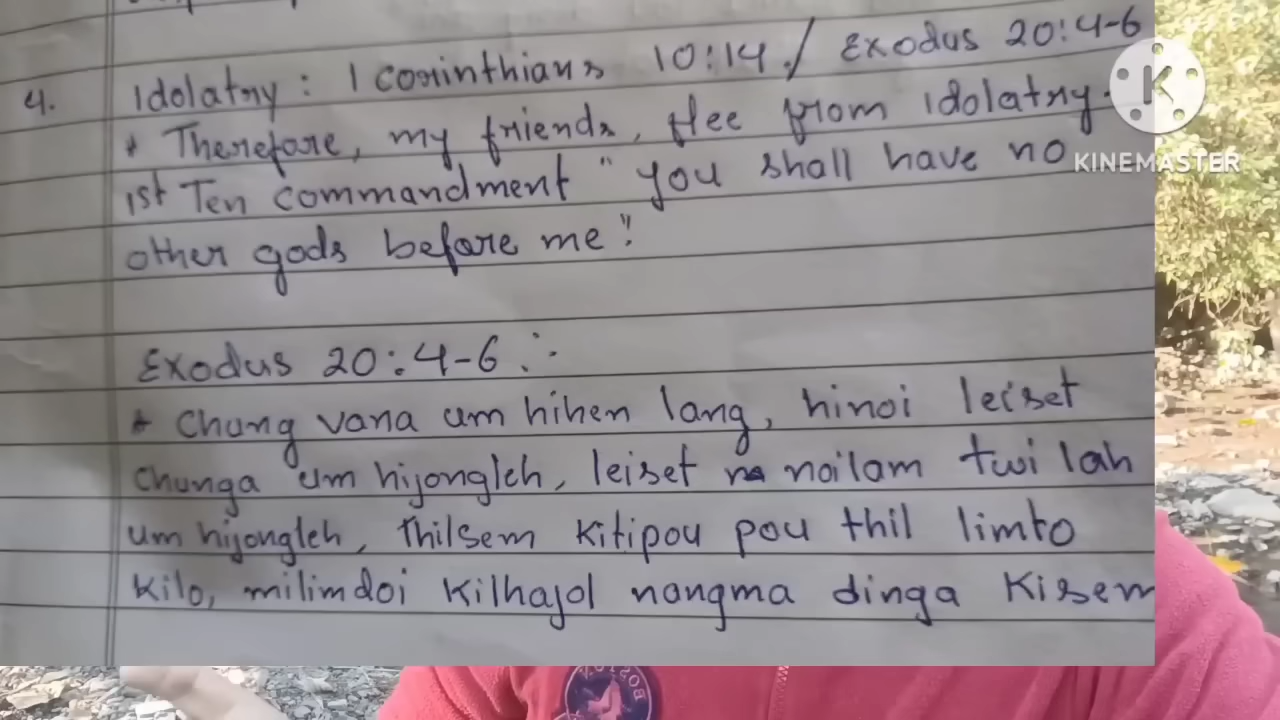 4. Idolatry: 1 Corinthians 10:14./ Exodus 20:4-6
* Therefore, my friends, flee from idolatry.
1st Ten commandment "you shall have no
other gods before me".
Exodus 20:4-6:-
* Chung vana um hihen lang, hinoi leiset
chunga um hijongleh, leiset noilam twi lah
um hijongleh, thilsem kitipou pou thil limto
kilo, milimdoi kilhajol nangma dinga kisem
K
KINEMASTER